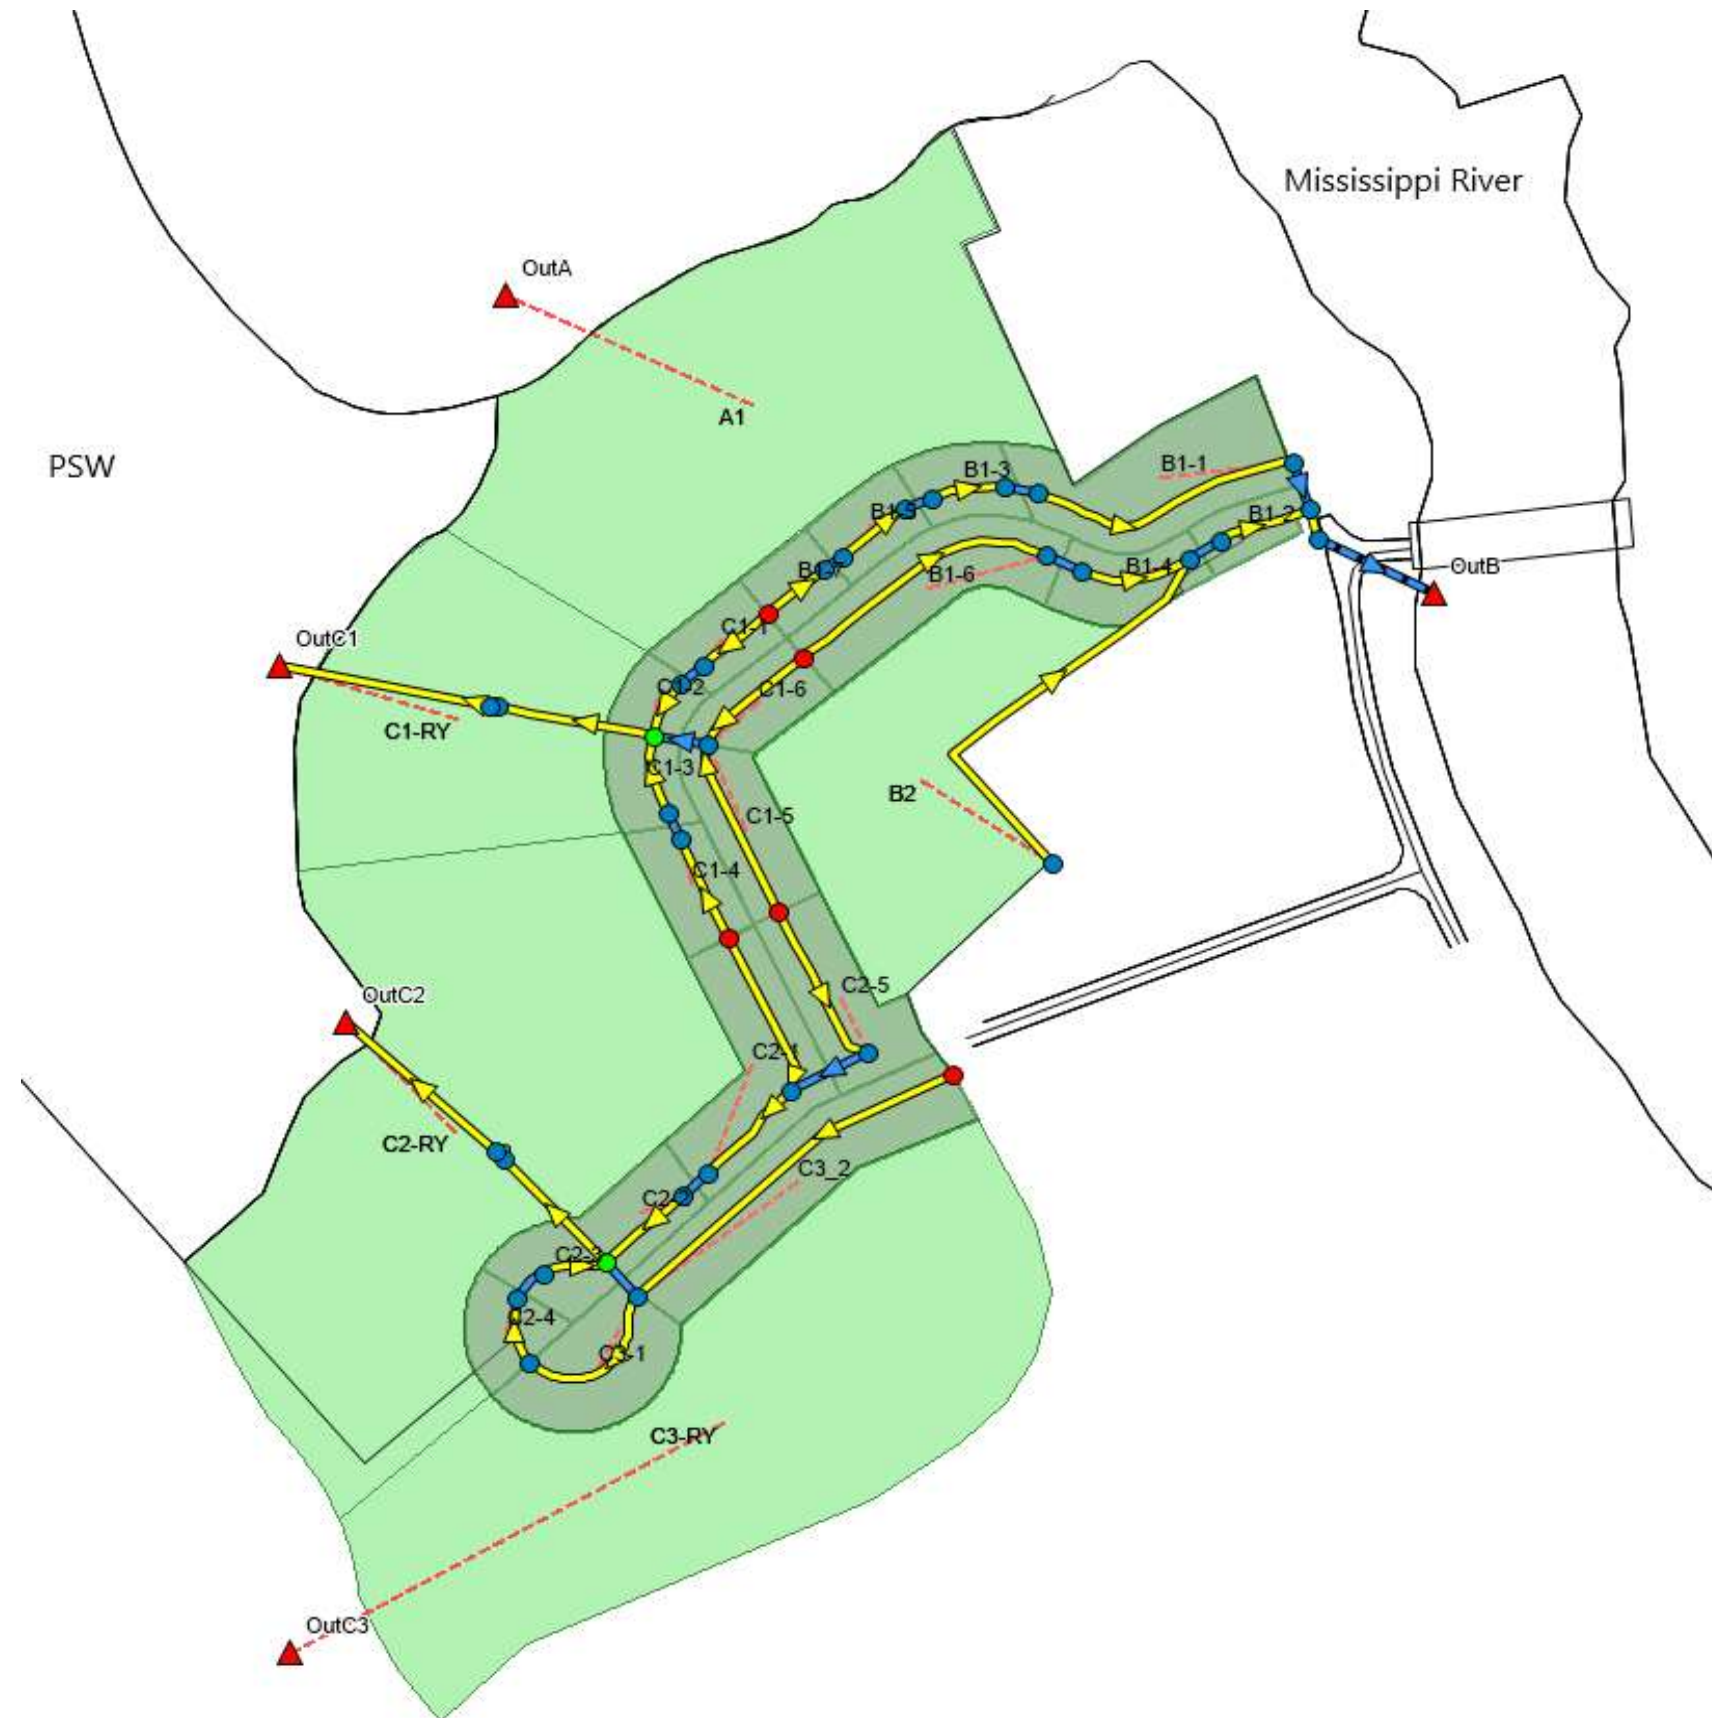 Mississippi River
OutA
A1
PSW
B1-3
B1-1
B1-5
B1-2
B1-7
B1-6
B1-4
OutB
OutC1
C1-1
C1-2
C1-6
C1-RY
C1-3
B2
C1-5
C1-4
OutC2
C2-5
C2-1
C2-RY
C3_2
C2-2
C2-3
C2-4
C3-1
C3-RY
OutC3